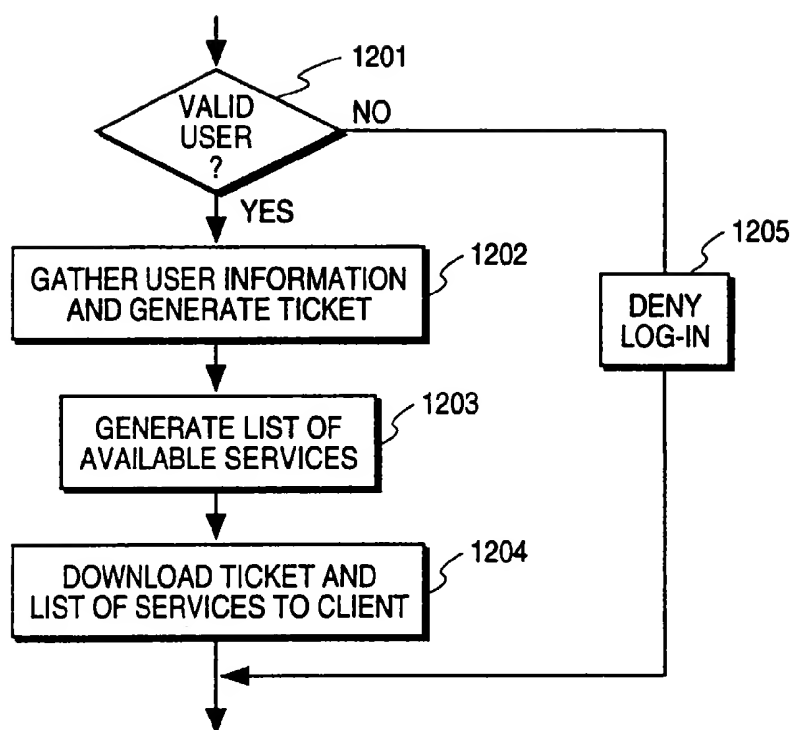 1201
VALID
USER
?
NO
YES
1202
GATHER USER INFORMATION
AND GENERATE TICKET
1205
DENY
LOG-IN
1203
GENERATE LIST OF
AVAILABLE SERVICES
1204
DOWNLOAD TICKET AND
LIST OF SERVICES TO CLIENT